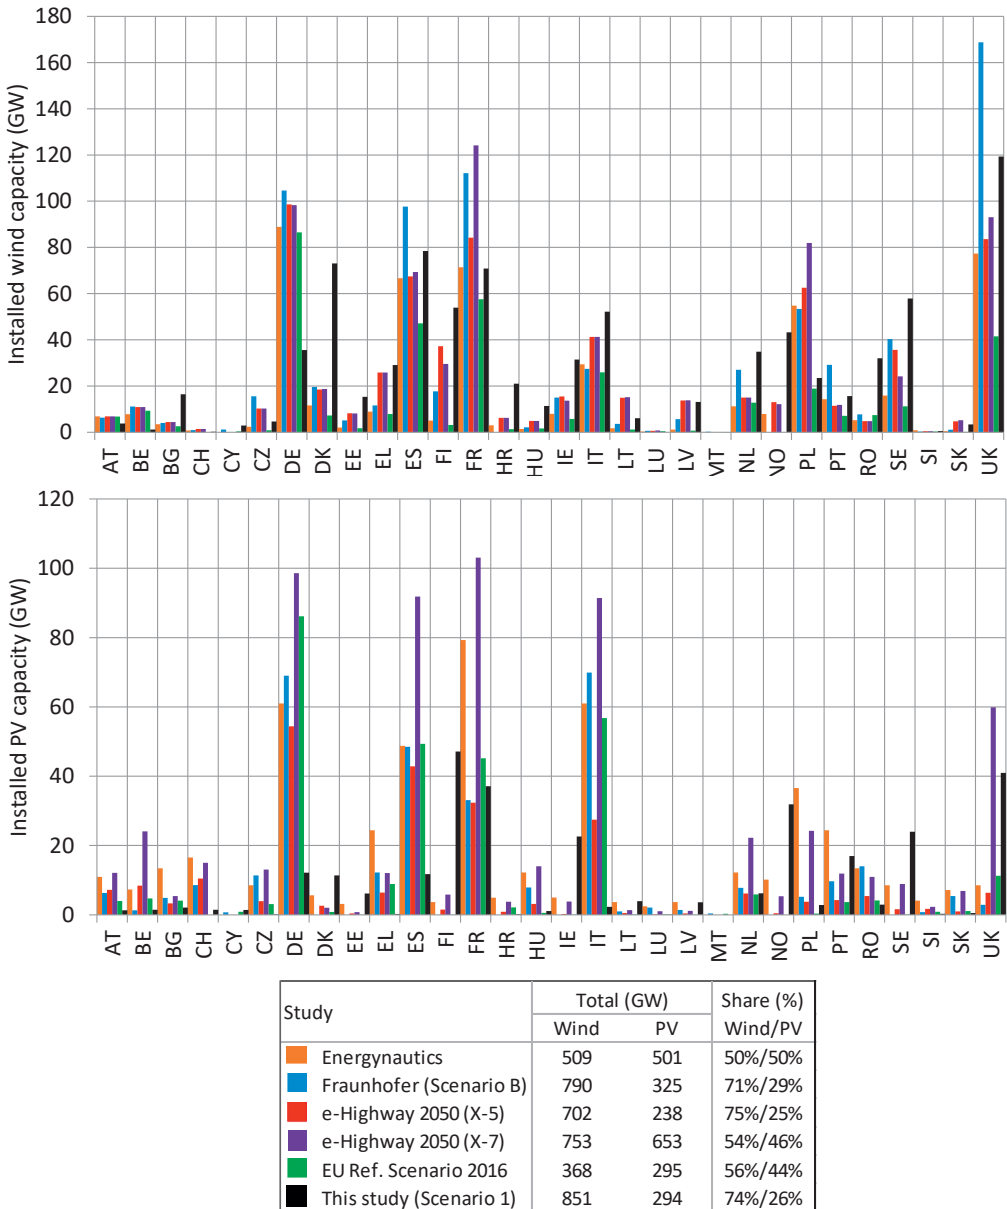 Installed wind capacity (GW)
180
160
140
120
100
80
60
40
20
0
AT BE BG CH CY CZ DE DK EE EL ES FI FR HR HU IE IT LT LU LV MT NL NO PL PT RO SE SI SK UK
Installed PV capacity (GW)
120
100
80
60
40
20
0
AT BE BG CH CY CZ DE DK EE EL ES FI FR HR HU IE IT LT LU LV MT NL NO PL PT RO SE SI SK UK
Study Total (GW) Share (%)
Wind PV Wind/PV
Energynautics 509 501 50%/50%
Fraunhofer (Scenario B) 790 325 71%/29%
e-Highway 2050 (X-5) 702 238 75%/25%
e-Highway 2050 (X-7) 753 653 54%/46%
EU Ref. Scenario 2016 368 295 56%/44%
This study (Scenario 1) 851 294 74%/26%